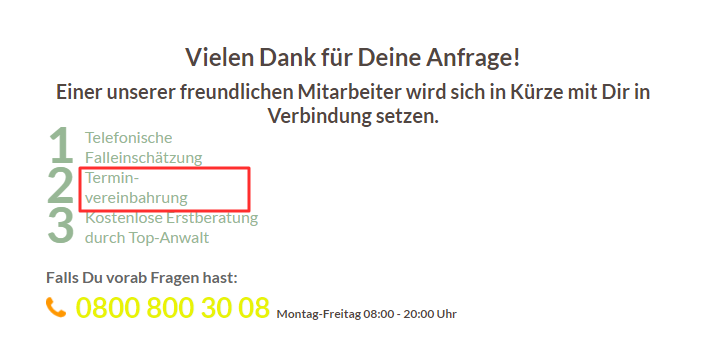 Vielen Dank für Deine Anfrage!
Einer unserer freundlichen Mitarbeiter wird sich in Kürze mit Dir in
Verbindung setzen.
1 Telefonische
Falleinschätzung
2 Termin-
vereinbahrung
3 Kostenlose Erstberatung
durch Top-Anwalt
Falls Du vorab Fragen hast:
0800 800 30 08 Montag-Freitag 08:00 - 20:00 Uhr